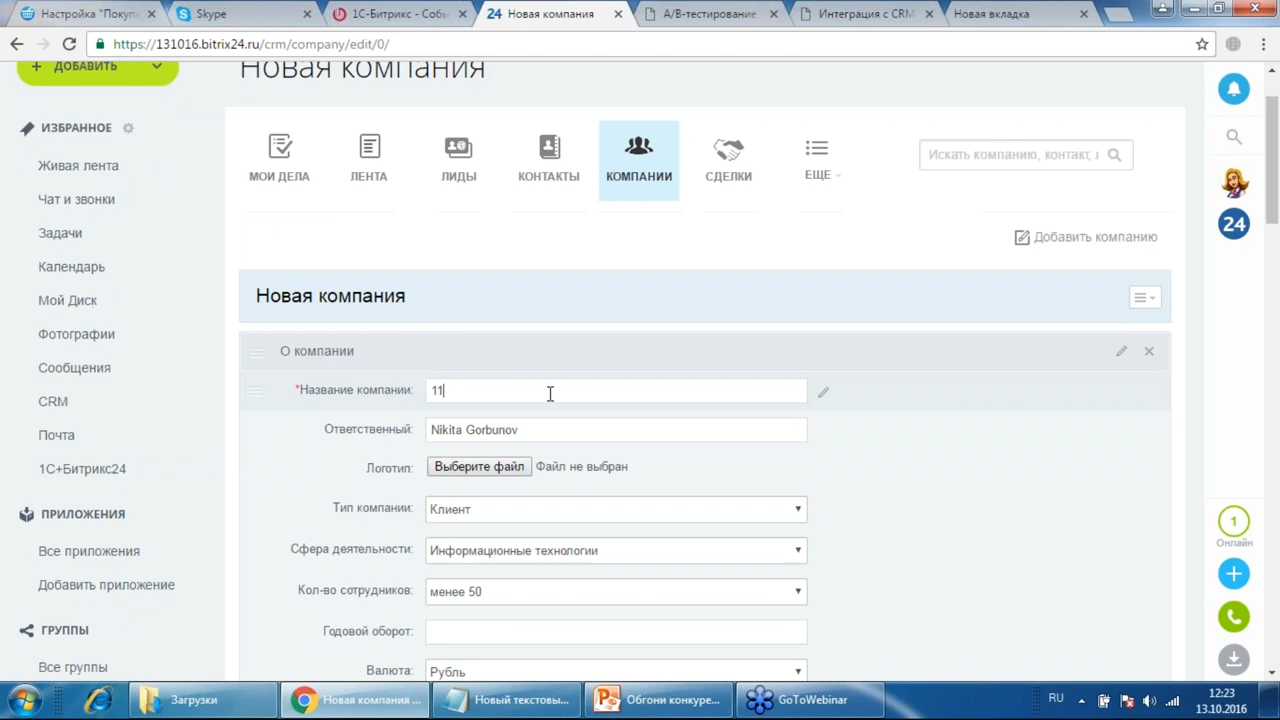 Настройка "Покуп
Skype
1С-Битрикс - Собы
24 Новая компания
A/B-тестирование
Интеграция с CRM
Новая вкладка
https://131016.bitrix24.ru/crm/company/edit/0/
+ ДОБАВИТЬ
Новая компания
ИЗБРАННОЕ
Живая лента
Чат и звонки
Задачи
Календарь
Мой Диск
Фотографии
Сообщения
CRM
Почта
1С+Битрикс24
ПРИЛОЖЕНИЯ
Все приложения
Добавить приложение
ГРУППЫ
Все группы
МОИ ДЕЛА
ЛЕНТА
ЛИДЫ
КОНТАКТЫ
КОМПАНИИ
СДЕЛКИ
ЕЩЕ
Искать компанию, контакт, и
Добавить компанию
Новая компания
О компании
*Название компании: 11
Ответственный: Nikita Gorbunov
Логотип: Выберите файл Файл не выбран
Тип компании: Клиент
Сфера деятельности: Информационные технологии
Кол-во сотрудников: менее 50
Годовой оборот:
Валюта: Рубль
24
1
Онлайн
Загрузки
Новая компания ...
Новый текстовы...
Обгони конкуре...
GoToWebinar
RU
12:23
13.10.2016